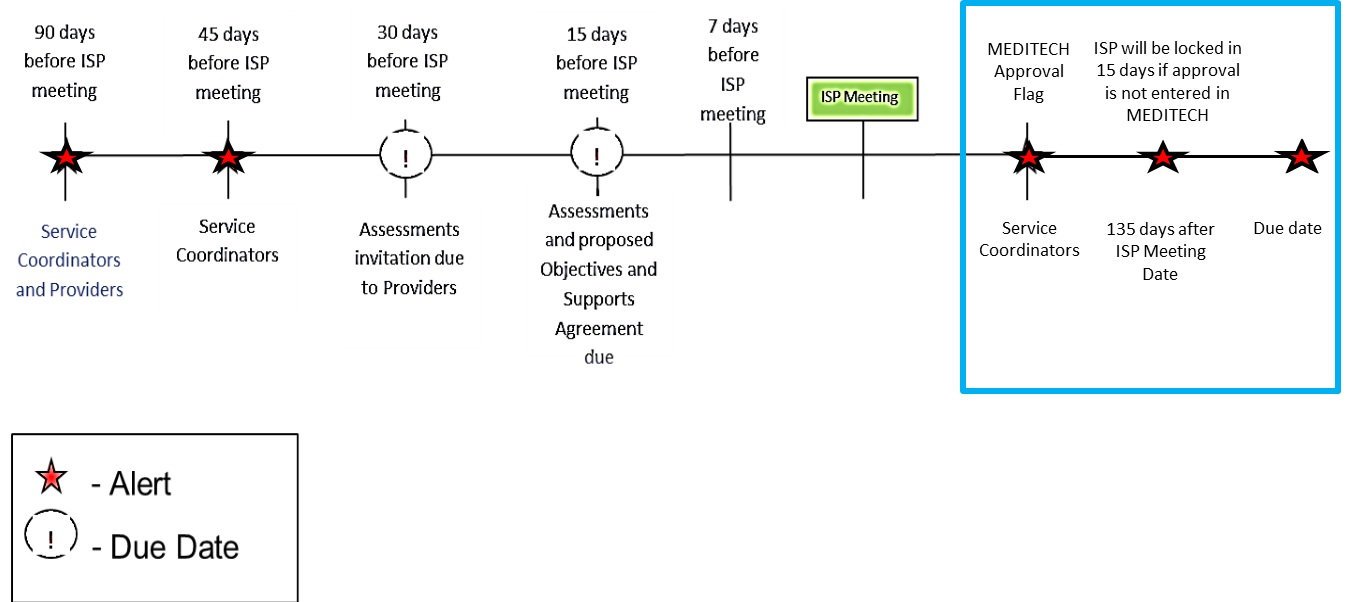 90 days
before ISP
meeting
45 days
before ISP
meeting
30 days
before ISP
meeting
15 days
before ISP
meeting
7 days
before
ISP
meeting
ISP Meeting
MEDITECH
Approval
Flag
ISP will be locked in
15 days if approval
is not entered in
MEDITECH
!
!
Service
Coordinators
and Providers
Service
Coordinators
Assessments
invitation due
to Providers
Assessments
and proposed
Objectives and
Supports
Agreement
due
Service
Coordinators
135 days after
ISP Meeting
Date
Due date
- Alert
! - Due Date